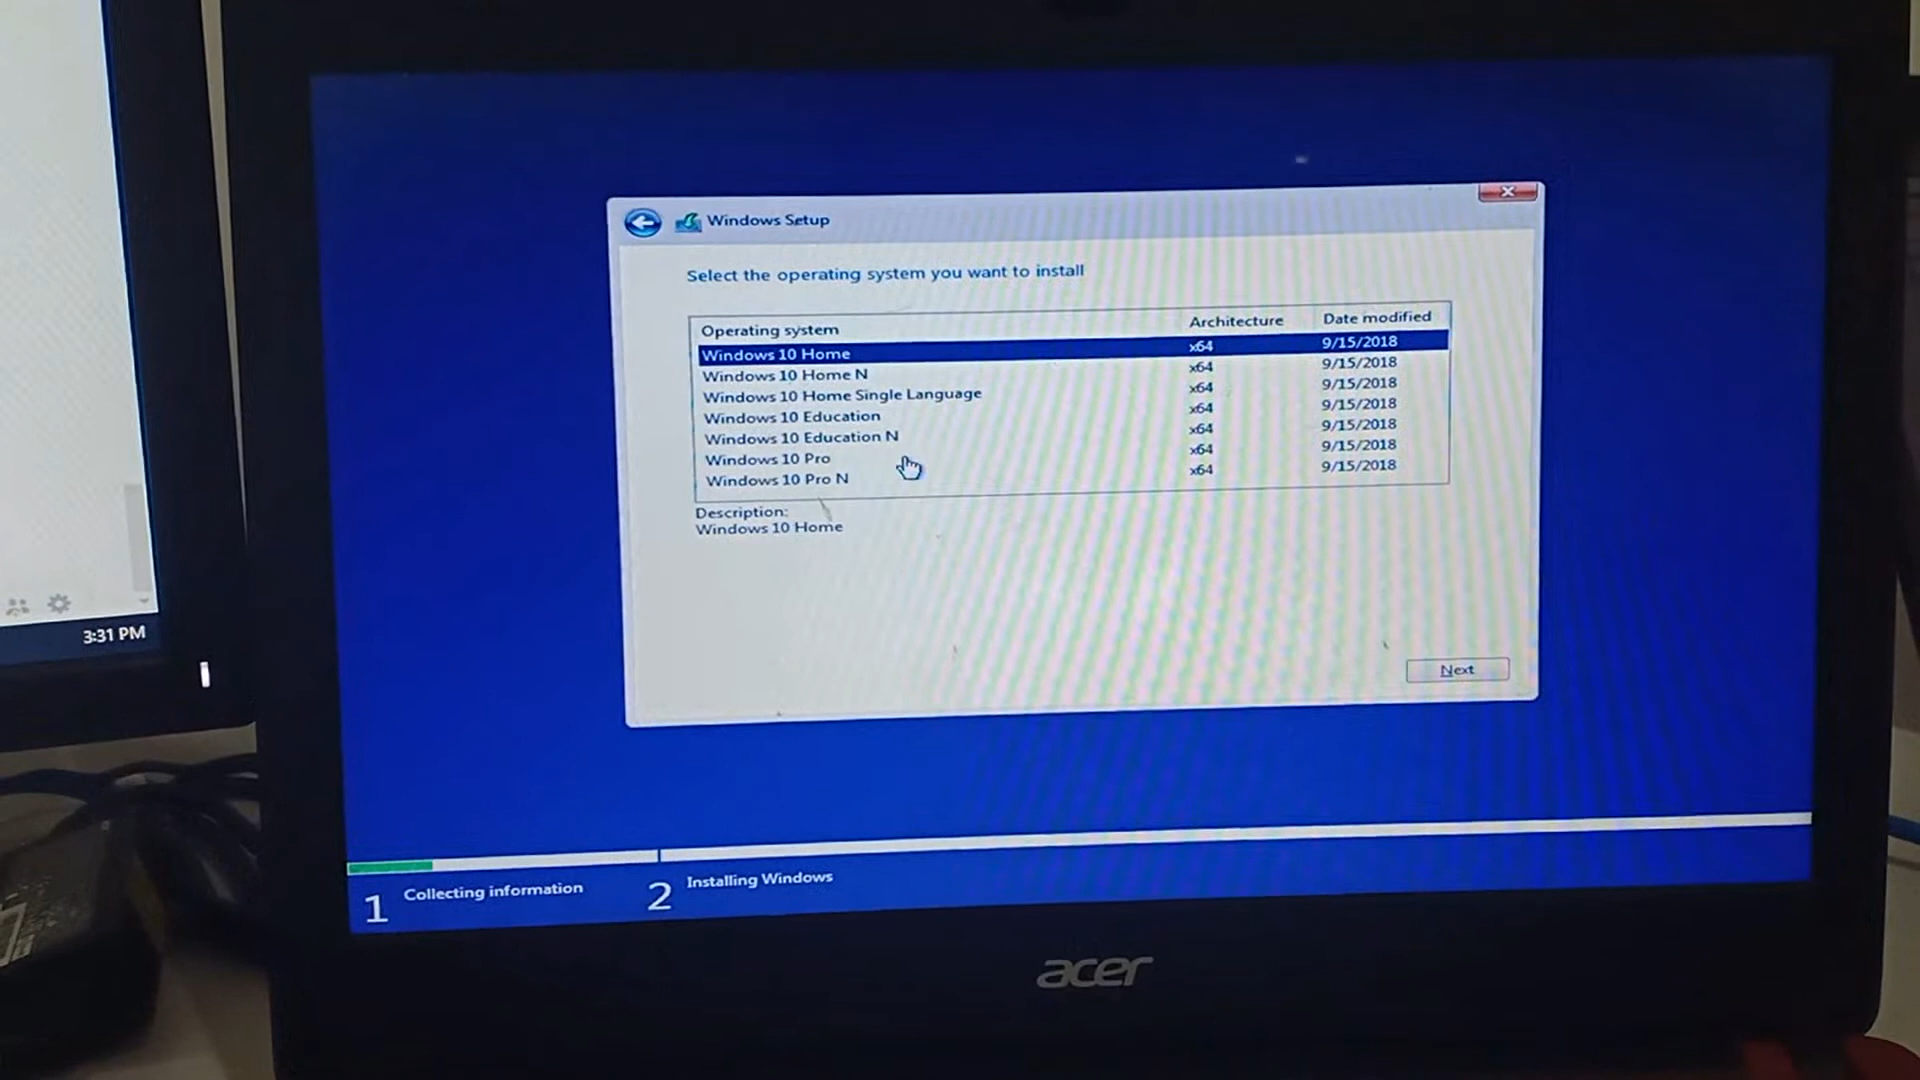 Windows Setup
Select the operating system you want to install
Operating system Architecture Date modified
Windows 10 Home x64 9/15/2018
Windows 10 Home N x64 9/15/2018
Windows 10 Home Single Language x64 9/15/2018
Windows 10 Education x64 9/15/2018
Windows 10 Education N x64 9/15/2018
Windows 10 Pro x64 9/15/2018
Windows 10 Pro N x64 9/15/2018
Description:
Windows 10 Home
Next
3:31 PM
1 Collecting information 2 Installing Windows
acer